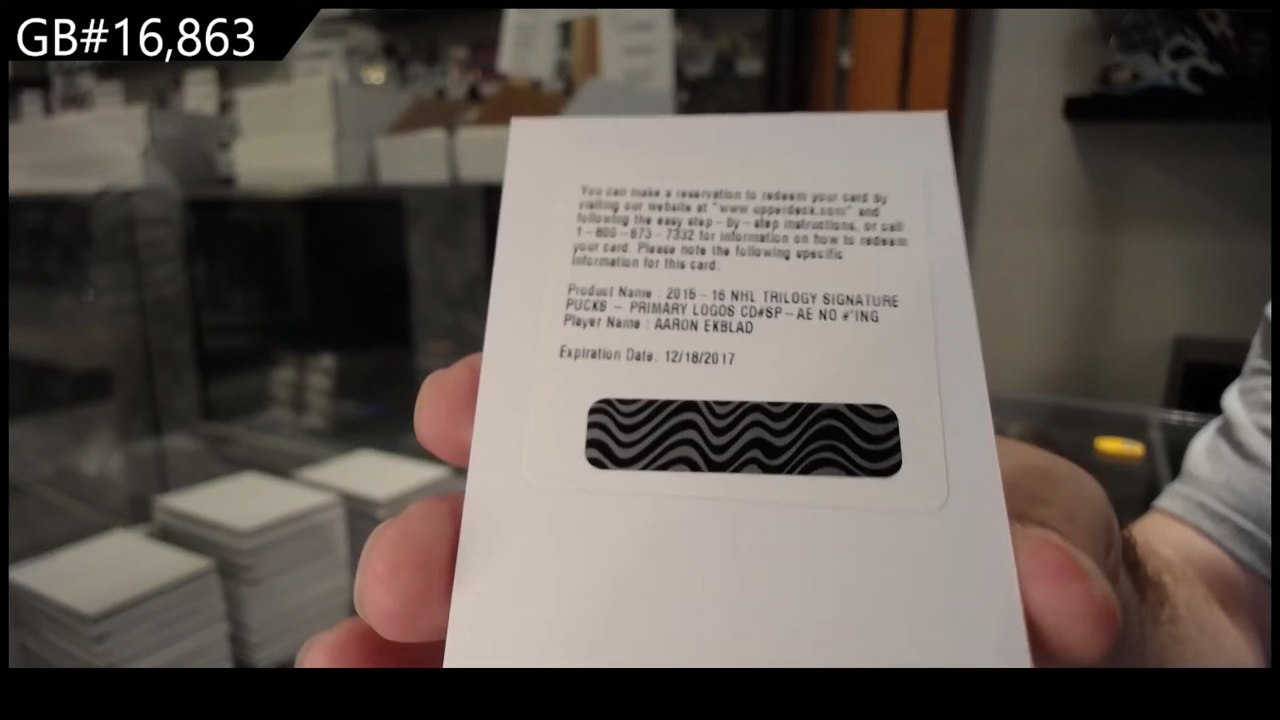 GB#16,863
You can make a reservation to redeem your card by
visiting our website at "www upperdeck.com" and
following the easy step-by-step instructions, or call
1-800-873-7332 for information on how to redeem
your card. Please note the following specific
information for this card:
Product Name : 2015-16 NHL TRILOGY SIGNATURE
PUCKS - PRIMARY LOGOS CD#SP-AE NO #'ING
Player Name : AARON EKBLAD
Expiration Date. 12/18/2017